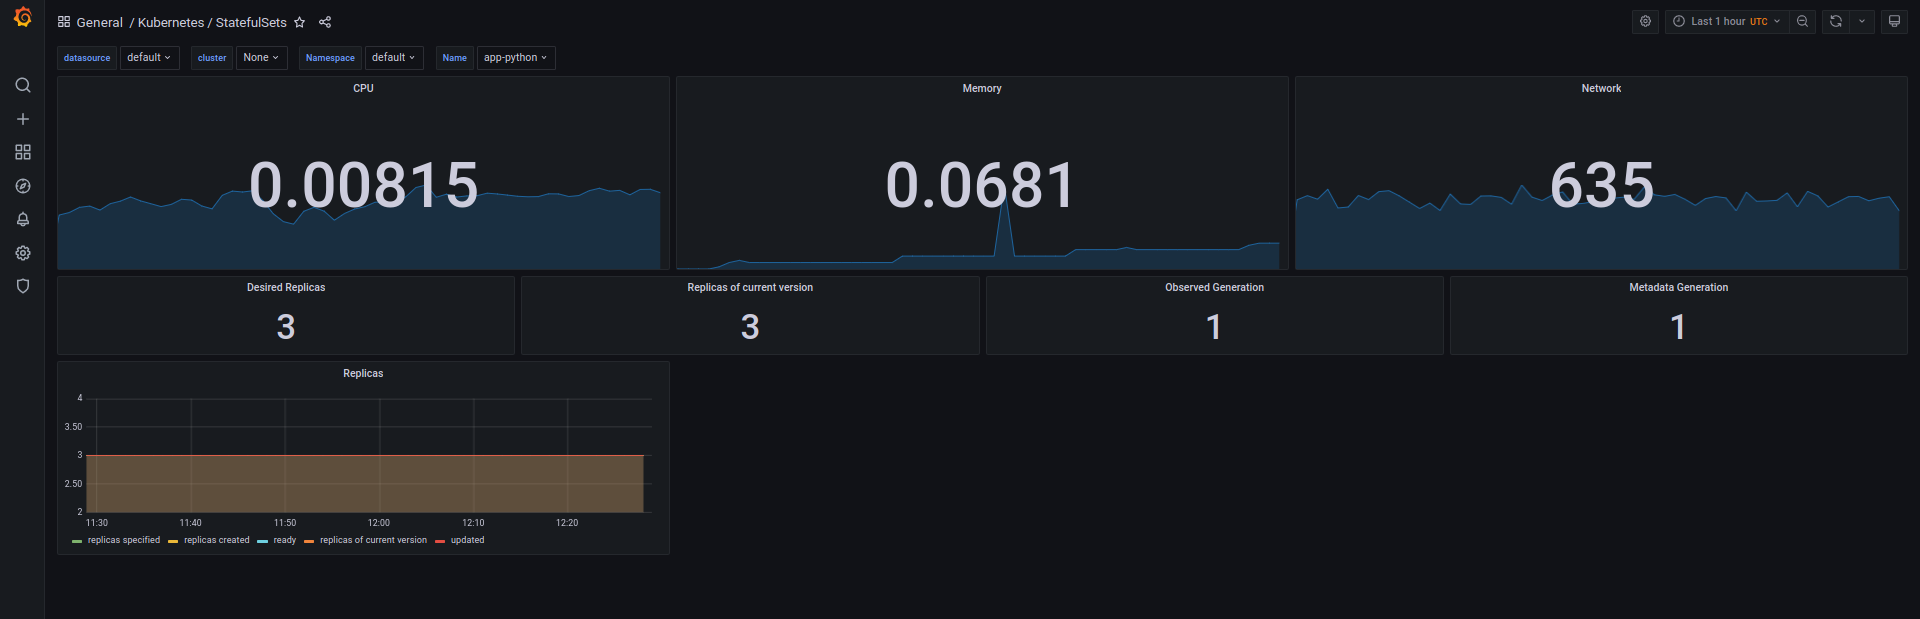 General / Kubernetes / StatefulSets
Last 1 hour UTC
datasource default cluster None Namespace default Name app-python
CPU
0.00815
Memory
0.0681
Network
635
Desired Replicas
3
Replicas of current version
3
Observed Generation
1
Metadata Generation
1
Replicas
4
3.50
3
2.50
2
11:30 11:40 11:50 12:00 12:10 12:20
replicas specified replicas created ready replicas of current version updated